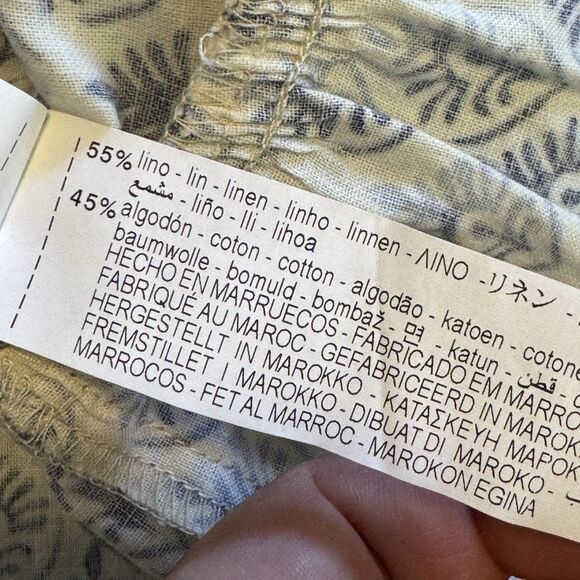 55% lino - lin - linen - linho - linnen - ΛΙΝΟ - リネン -
مشمع - liño - lli - lihoa
45% algodón - coton - cotton - algodão - katoen - cotone
baumwolle - bomuld - bombaž - 면 - katun - قطن -
HECHO EN MARRUECOS - FABRICADO EM MARROCOS
FABRIQUÉ AU MAROC - GEFABRICEERD IN MAROK
HERGESTELLT IN MAROKKO - ΚΑΤΑΣΚΕΥΗ ΜΑΡΟΚ
FREMSTILLET I MAROKKO - DIBUAT DI MAROKO -
MARROCOS - FET AL MARROC - MAROKON EGINA